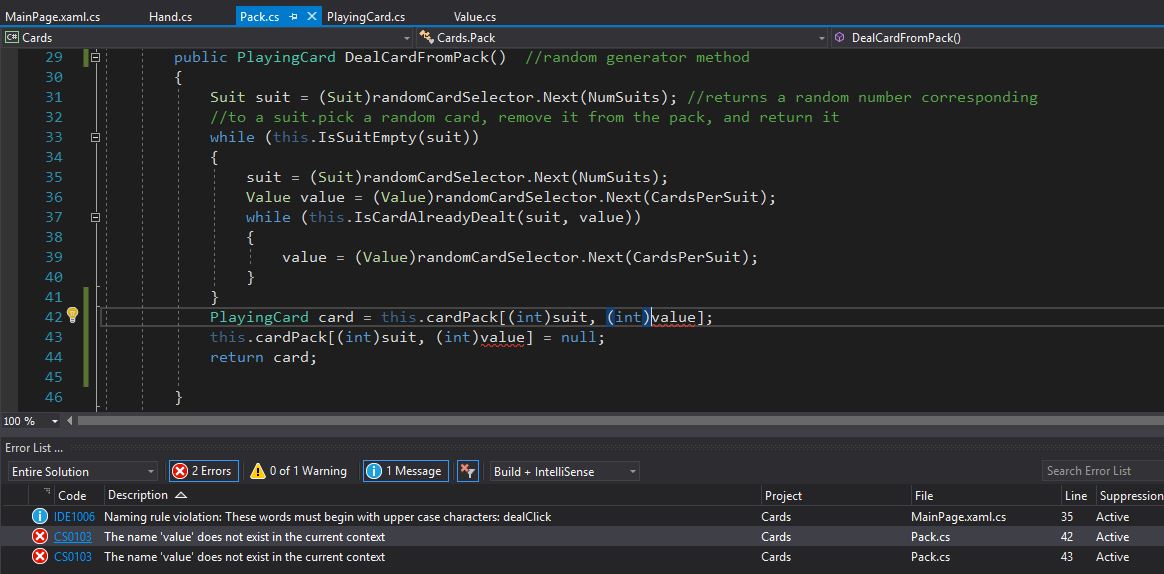 MainPage.xaml.cs Hand.cs Pack.cs PlayingCard.cs Value.cs
C# Cards Cards.Pack DealCardFromPack()
29 public PlayingCard DealCardFromPack() //random generator method
30 {
31 Suit suit = (Suit)randomCardSelector.Next(NumSuits); //returns a random number corresponding
32 //to a suit.pick a random card, remove it from the pack, and return it
33 while (this.IsSuitEmpty(suit))
34 {
35 suit = (Suit)randomCardSelector.Next(NumSuits);
36 Value value = (Value)randomCardSelector.Next(CardsPerSuit);
37 while (this.IsCardAlreadyDealt(suit, value))
38 {
39 value = (Value)randomCardSelector.Next(CardsPerSuit);
40 }
41 }
42 PlayingCard card = this.cardPack[(int)suit, (int)value];
43 this.cardPack[(int)suit, (int)value] = null;
44 return card;
45
46 }
100 %
Error List ...
Entire Solution 2 Errors 0 of 1 Warning 1 Message Build + IntelliSense Search Error List
Code Description Project File Line Suppression
IDE1006 Naming rule violation: These words must begin with upper case characters: dealClick Cards MainPage.xaml.cs 35 Active
CS0103 The name 'value' does not exist in the current context Cards Pack.cs 42 Active
CS0103 The name 'value' does not exist in the current context Cards Pack.cs 43 Active